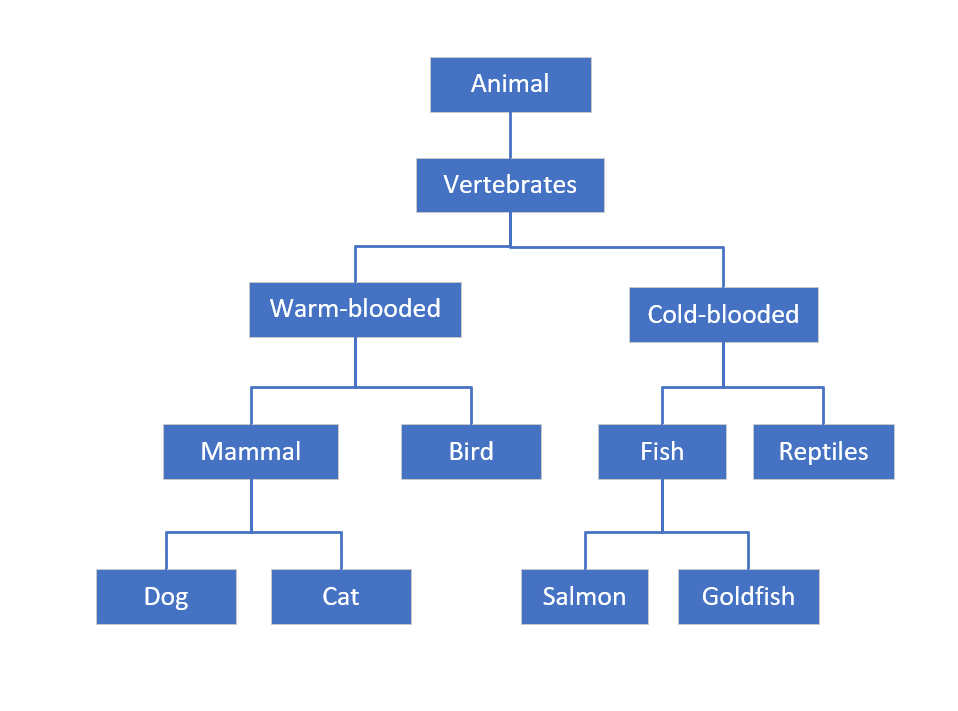 Animal
Vertebrates
Warm-blooded
Cold-blooded
Mammal
Bird
Fish
Reptiles
Dog
Cat
Salmon
Goldfish